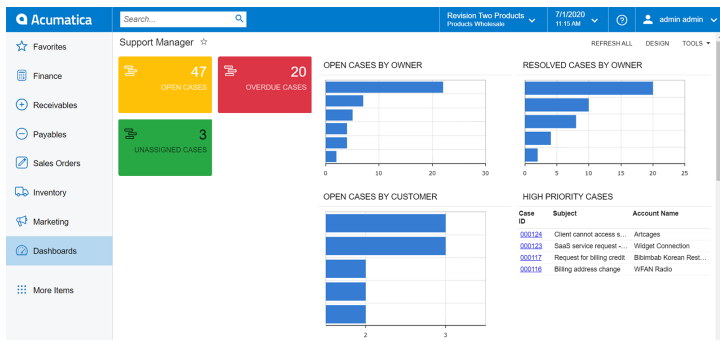 Acumatica
Search...
Revision Two Products
Products Wholesale
7/1/2020
11:15 AM
admin admin
Favorites
Finance
Receivables
Payables
Sales Orders
Inventory
Marketing
Dashboards
More Items
Support Manager
REFRESH ALL DESIGN TOOLS
47
OPEN CASES
20
OVERDUE CASES
3
UNASSIGNED CASES
OPEN CASES BY OWNER
0 10 20 30
RESOLVED CASES BY OWNER
0 5 10 15 20 25
OPEN CASES BY CUSTOMER
2 3
HIGH PRIORITY CASES
Case ID Subject Account Name
000124 Client cannot access s... Artcages
000123 SaaS service request -... Widget Connection
000117 Request for billing credit Bibimbab Korean Rest...
000116 Billing address change WFAN Radio